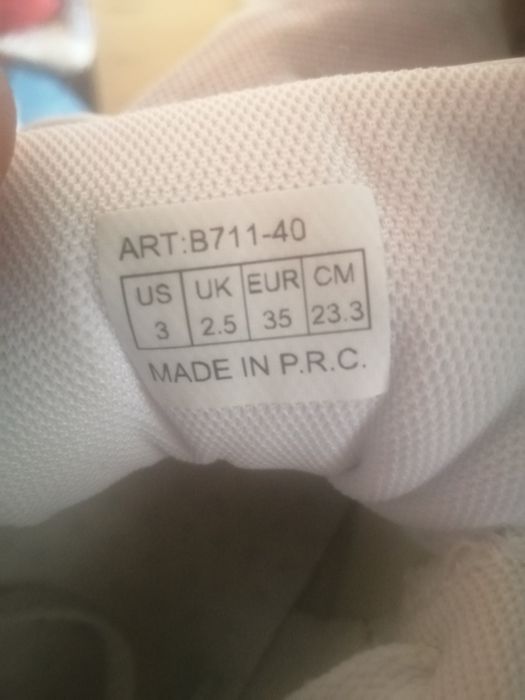 ART:B711-40
US UK EUR CM
3 2.5 35 23.3
MADE IN P.R.C.